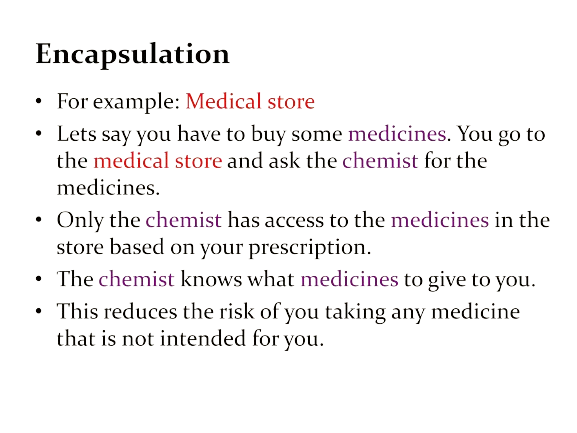 Encapsulation
• For example: Medical store
• Lets say you have to buy some medicines. You go to
the medical store and ask the chemist for the
medicines.
• Only the chemist has access to the medicines in the
store based on your prescription.
• The chemist knows what medicines to give to you.
• This reduces the risk of you taking any medicine
that is not intended for you.